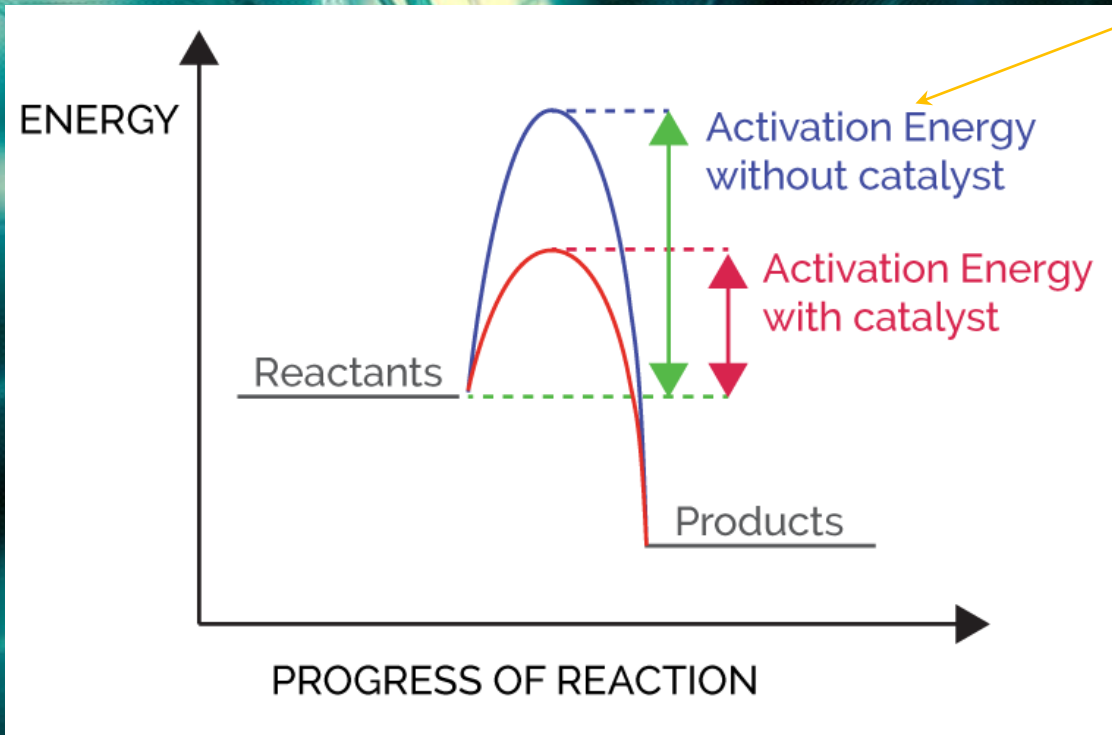 ENERGY
Activation Energy
without catalyst
Activation Energy
with catalyst
Reactants
Products
PROGRESS OF REACTION